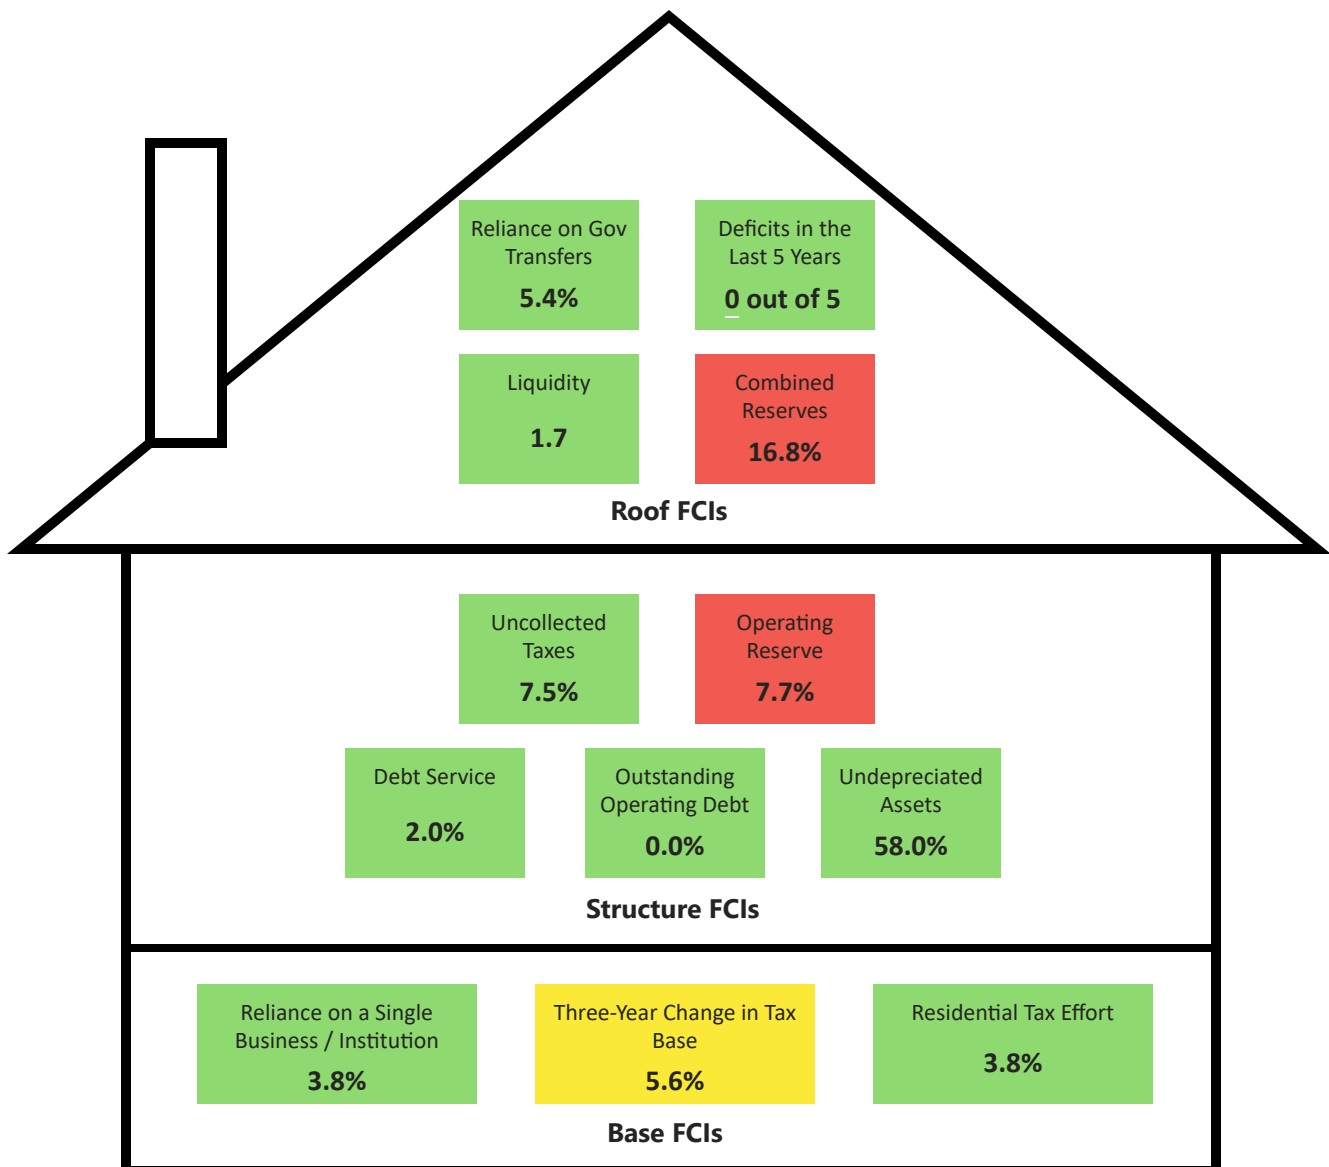 Reliance on Gov
Transfers
5.4%
Deficits in the
Last 5 Years
0 out of 5
Liquidity
1.7
Combined
Reserves
16.8%
Roof FCIs
Uncollected
Taxes
7.5%
Operating
Reserve
7.7%
Debt Service
2.0%
Outstanding
Operating Debt
0.0%
Undepreciated
Assets
58.0%
Structure FCIs
Reliance on a Single
Business / Institution
3.8%
Three-Year Change in Tax
Base
5.6%
Residential Tax Effort
3.8%
Base FCIs